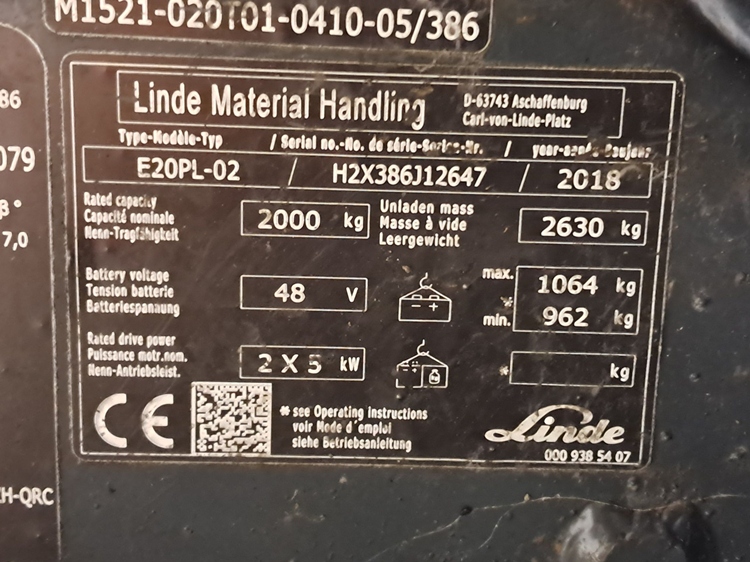 M1521-020T01-0410-05/386
86
079
β°
7,0
Linde Material Handling
D-63743 Aschaffenburg
Carl-von-Linde-Platz
Type-Modèle-Typ / Serial no.-No. de série-Serien-Nr. / year-année-Baujahr
E20PL-02 / H2X386J12647 / 2018
Rated capacity
Capacité nominale
Nenn-Tragfähigkeit
2000 kg
Unladen mass
Masse à vide
Leergewicht
2630 kg
Battery voltage
Tension batterie
Batteriespannung
48 V
- +
max. 1064 kg
*
min. 962 kg
Rated drive power
Puissance motr.nom.
Nenn-Antriebsleist.
2 X 5 kW
* kg
CE
* see Operating instructions
voir Mode d'emploi
siehe Betriebsanleitung
Linde
000 938 54 07
H-QRC